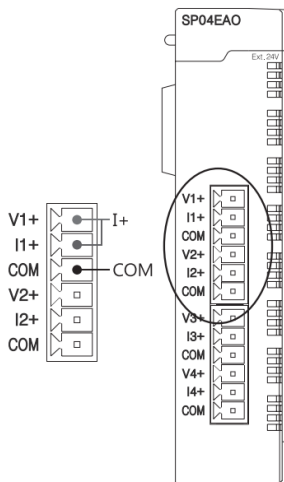 SP04EAO
Ext. 24V
V1+
I1+
COM
V2+
I2+
COM
V3+
I3+
COM
V4+
I4+
COM
V1+
I1+
COM
V2+
I2+
COM
I+
COM